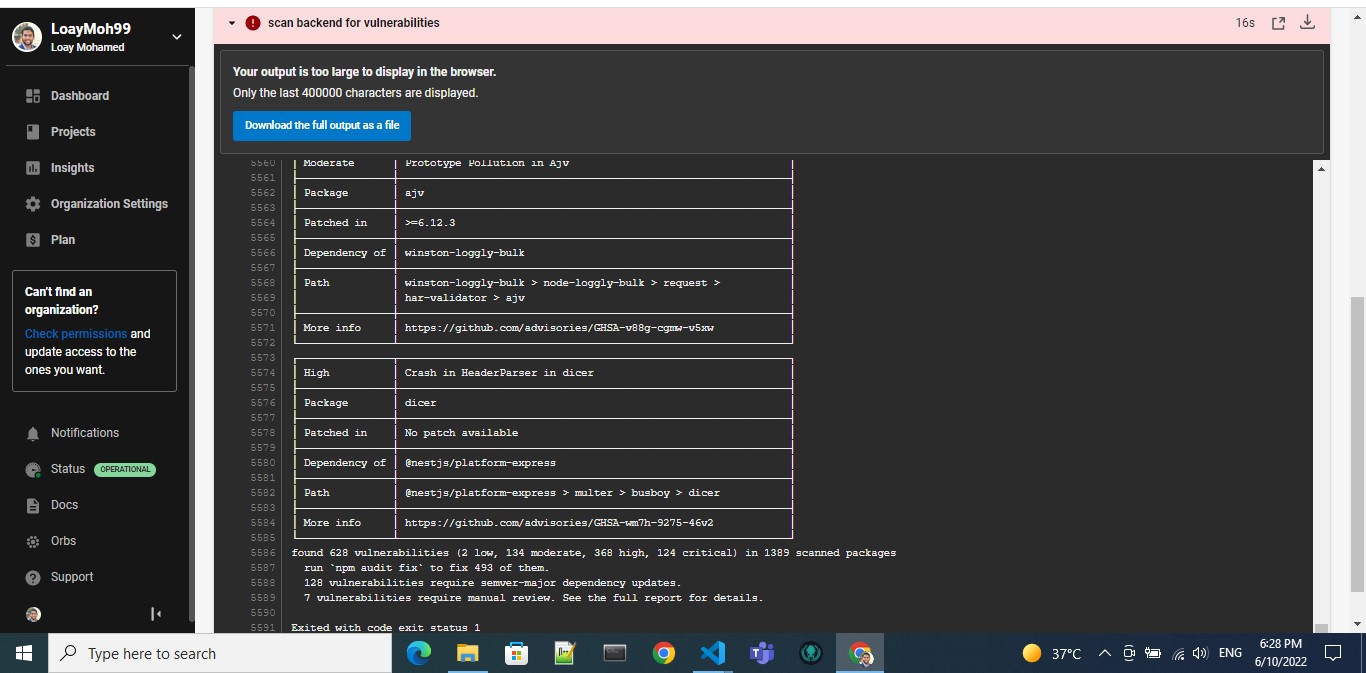 LoayMoh99
Loay Mohamed
Dashboard
Projects
Insights
Organization Settings
Plan
Can't find an
organization?
Check permissions and
update access to the
ones you want.
Notifications
Status OPERATIONAL
Docs
Orbs
Support
scan backend for vulnerabilities 16s
Your output is too large to display in the browser.
Only the last 400000 characters are displayed.
Download the full output as a file
5560 Moderate Prototype Pollution in Ajv
5561
5562 Package ajv
5563
5564 Patched in >=6.12.3
5565
5566 Dependency of winston-loggly-bulk
5567
5568 Path winston-loggly-bulk > node-loggly-bulk > request >
5569 har-validator > ajv
5570
5571 More info https://github.com/advisories/GHSA-v88g-cgmw-v5xw
5572
5573
5574 High Crash in HeaderParser in dicer
5575
5576 Package dicer
5577
5578 Patched in No patch available
5579
5580 Dependency of @nestjs/platform-express
5581
5582 Path @nestjs/platform-express > multer > busboy > dicer
5583
5584 More info https://github.com/advisories/GHSA-wm7h-9275-46v2
5585
5586 found 628 vulnerabilities (2 low, 134 moderate, 368 high, 124 critical) in 1389 scanned packages
5587 run `npm audit fix` to fix 493 of them.
5588 128 vulnerabilities require semver-major dependency updates.
5589 7 vulnerabilities require manual review. See the full report for details.
5590
5591 Exited with code exit status 1
Type here to search
37°C
ENG
6:28 PM
6/10/2022